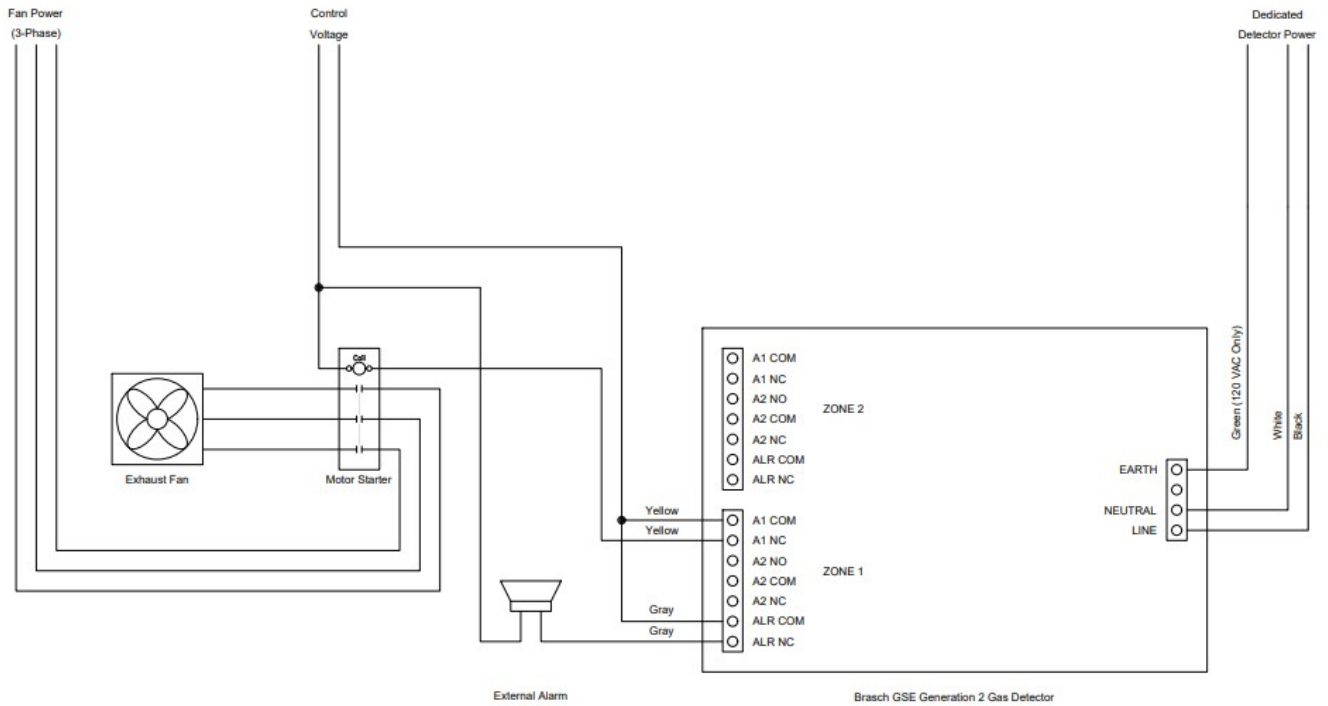 Fan Power
(3-Phase)
Control
Voltage
Dedicated
Detector Power
Green (120 VAC Only)
White
Black
Coil
Exhaust Fan
Motor Starter
A1 COM
A1 NC
A2 NO
A2 COM
A2 NC
ALR COM
ALR NC
ZONE 2
EARTH
NEUTRAL
LINE
Yellow
Yellow
Gray
Gray
A1 COM
A1 NC
A2 NO
A2 COM
A2 NC
ALR COM
ALR NC
ZONE 1
External Alarm
Brasch GSE Generation 2 Gas Detector